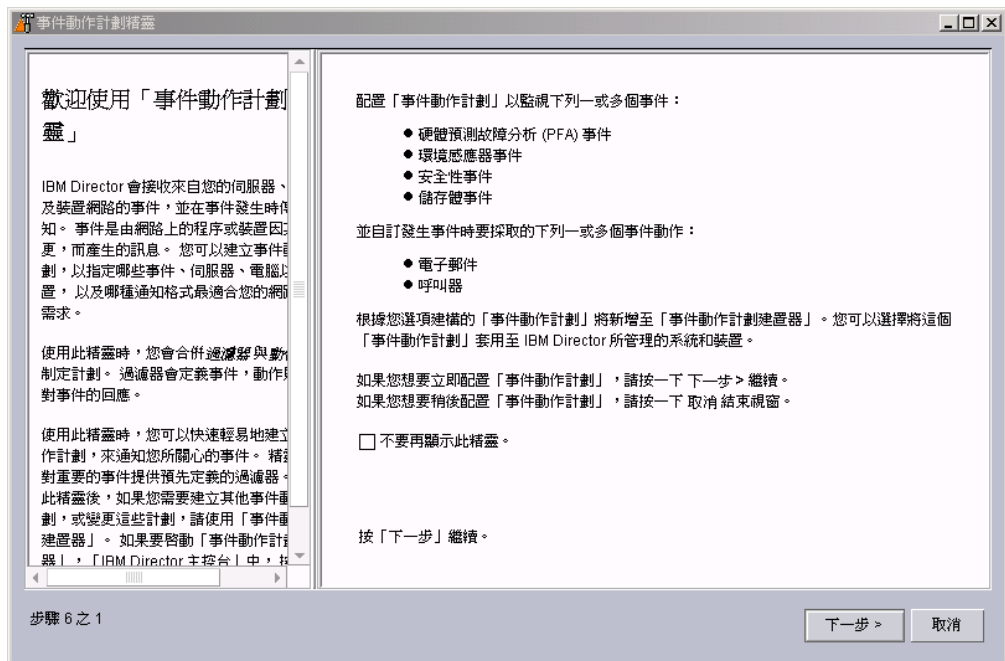 事件動作計劃精靈
歡迎使用「事件動作計劃
靈」
IBM Director 會接收來自您的伺服器、
及裝置網路的事件，並在事件發生時傳
知。 事件是由網路上的程序或裝置因
更，而產生的訊息。 您可以建立事件
劃，以指定哪些事件、伺服器、電腦以
置， 以及哪種通知格式最適合您的網
需求。
使用此精靈時，您會合併過濾器與動
制定計劃。 過濾器會定義事件，動作
對事件的回應。
使用此精靈時，您可以快速輕易地建立
作計劃，來通知您所關心的事件。 精
對重要的事件提供預先定義的過濾器。
此精靈後，如果您需要建立其他事件動
劃，或變更這些計劃，請使用「事件動
建置器」。 如果要啟動「事件動作計
器」，「IBM Director 主控台」中， 按
配置「事件動作計劃」以監視下列一或多個事件：
● 硬體預測故障分析 (PFA) 事件
● 環境感應器事件
● 安全性事件
● 儲存體事件
並自訂發生事件時要採取的下列一或多個事件動作：
● 電子郵件
● 呼叫器
根據您選項建構的「事件動作計劃」將新增至「事件動作計劃建置器」。您可以選擇將這個
「事件動作計劃」套用至 IBM Director 所管理的系統和裝置。
如果您想要立即配置「事件動作計劃」，請按一下 下一步 > 繼續。
如果您想要稍後配置「事件動作計劃」，請按一下 取消 結束視窗。
不要再顯示此精靈。
按「下一步」繼續。
步驟 6 之 1
下一步 >
取消